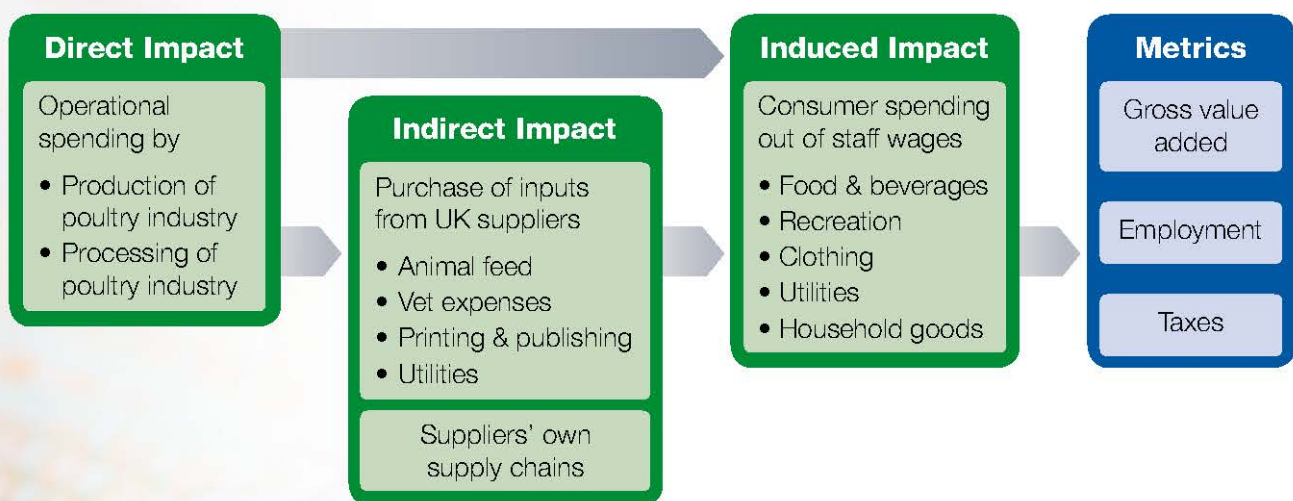 Direct Impact
Operational
spending by
• Production of
poultry industry
• Processing of
poultry industry
Indirect Impact
Purchase of inputs
from UK suppliers
• Animal feed
• Vet expenses
• Printing & publishing
• Utilities
Suppliers’ own
supply chains
Induced Impact
Consumer spending
out of staff wages
• Food & beverages
• Recreation
• Clothing
• Utilities
• Household goods
Metrics
Gross value
added
Employment
Taxes